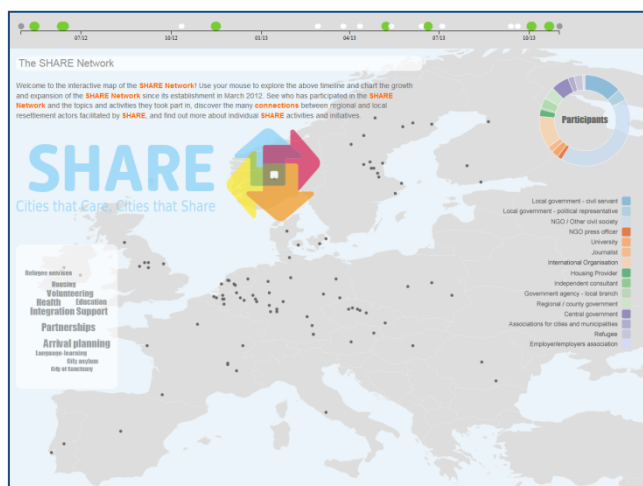 07/12 10/12 01/13 04/13 07/13 10/13
The SHARE Network
Welcome to the interactive map of the SHARE Network! Use your mouse to explore the above timeline and chart the growth
and expansion of the SHARE Network since its establishment in March 2012. See who has participated in the SHARE
Network and the topics and activities they took part in, discover the many connections between regional and local
resettlement actors facilitated by SHARE, and find out more about individual SHARE activities and initiatives.
Participants
SHARE
Cities that Care, Cities that Share
Local government - civil servant
Local government - political representative
NGO / Other civil society
NGO press officer
University
Journalist
International Organisation
Housing Provider
Independent consultant
Government agency - local branch
Regional / county government
Central government
Associations for cities and municipalities
Refugee
Employer/employers association
Refugee services
Housing
Volunteering
Health Education
Integration Support
Partnerships
Arrival planning
Language-learning
City asylum
City of Sanctuary